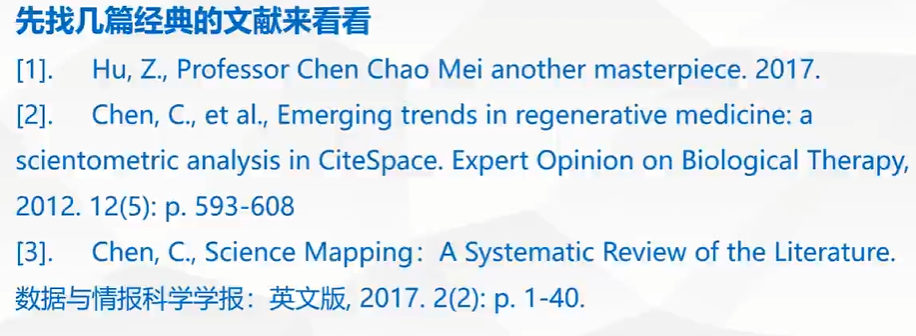 先找几篇经典的文献来看看
[1]. Hu, Z., Professor Chen Chao Mei another masterpiece. 2017.
[2]. Chen, C., et al., Emerging trends in regenerative medicine: a
scientometric analysis in CiteSpace. Expert Opinion on Biological Therapy,
2012. 12(5): p. 593-608
[3]. Chen, C., Science Mapping：A Systematic Review of the Literature.
数据与情报科学学报：英文版, 2017. 2(2): p. 1-40.